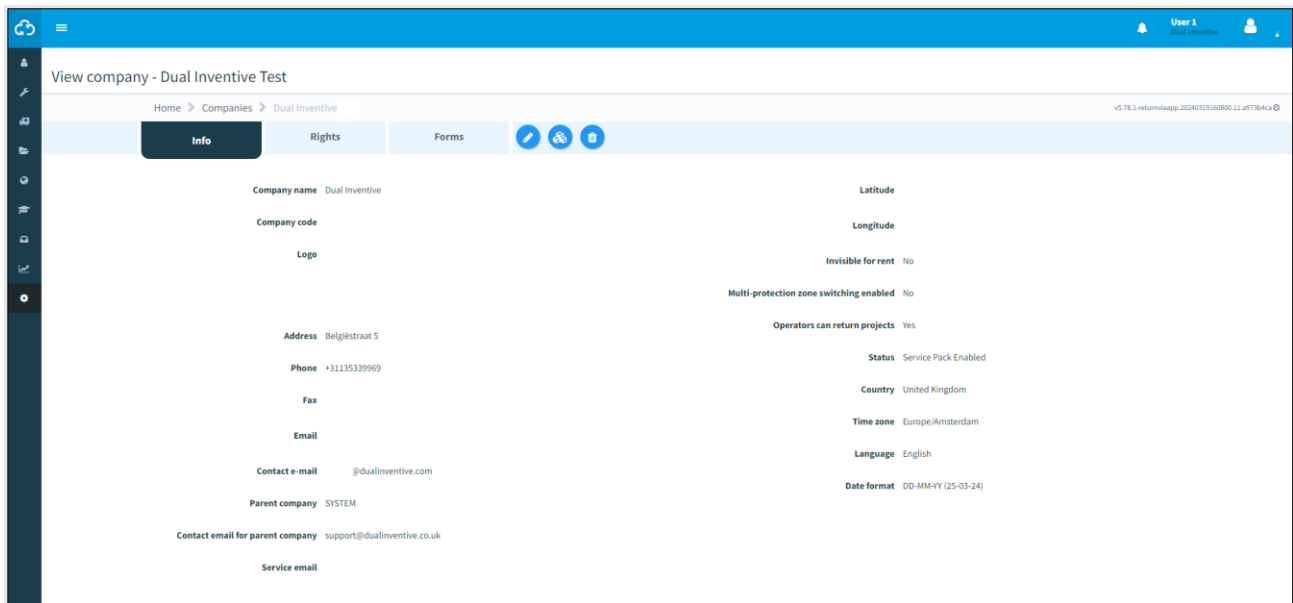 User 1
Dual Inventive
View company - Dual Inventive Test
Home > Companies > Dual Inventive
v5.78.1-returnviaapp.20240319160800.11.a973b4ca
Info Rights Forms
Company name Dual Inventive
Company code
Logo
Address Belgiëstraat 5
Phone +31135339969
Fax
Email
Contact e-mail @dualinventive.com
Parent company SYSTEM
Contact email for parent company support@dualinventive.co.uk
Service email
Latitude
Longitude
Invisible for rent No
Multi-protection zone switching enabled No
Operators can return projects Yes
Status Service Pack Enabled
Country United Kingdom
Time zone Europe/Amsterdam
Language English
Date format DD-MM-YY (25-03-24)